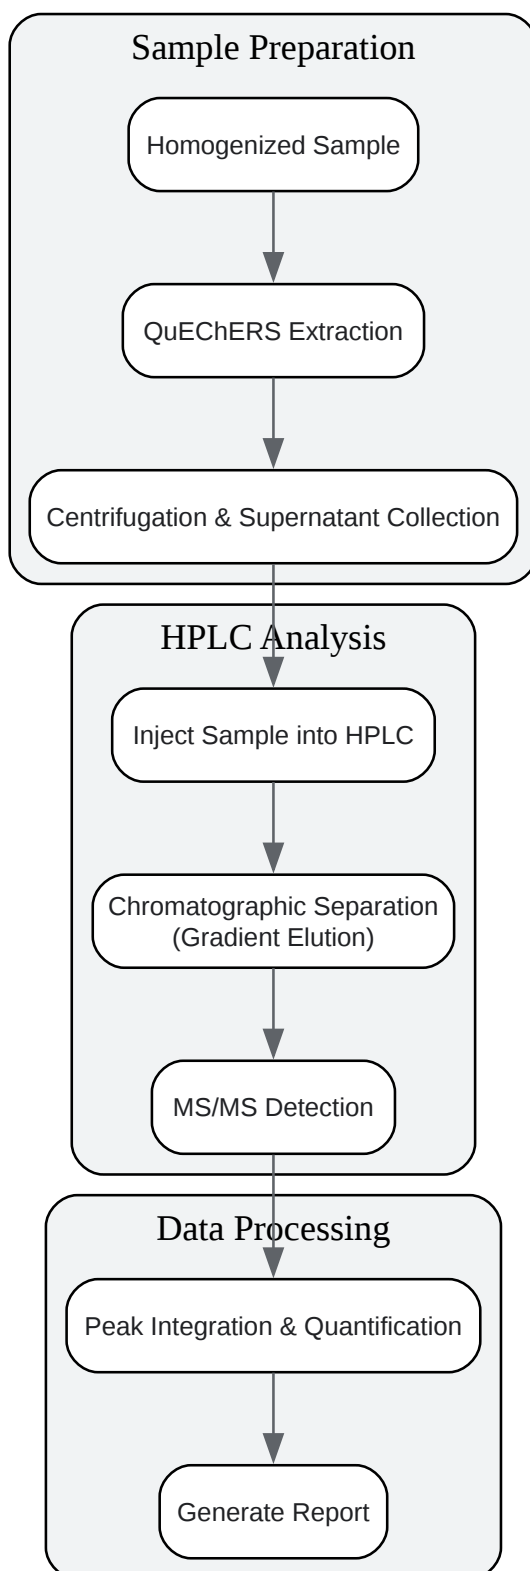 Sample Preparation
Homogenized Sample
QuEChERS Extraction
Centrifugation & Supernatant Collection
HPLC Analysis
Inject Sample into HPLC
Chromatographic Separation
(Gradient Elution)
MS/MS Detection
Data Processing
Peak Integration & Quantification
Generate Report